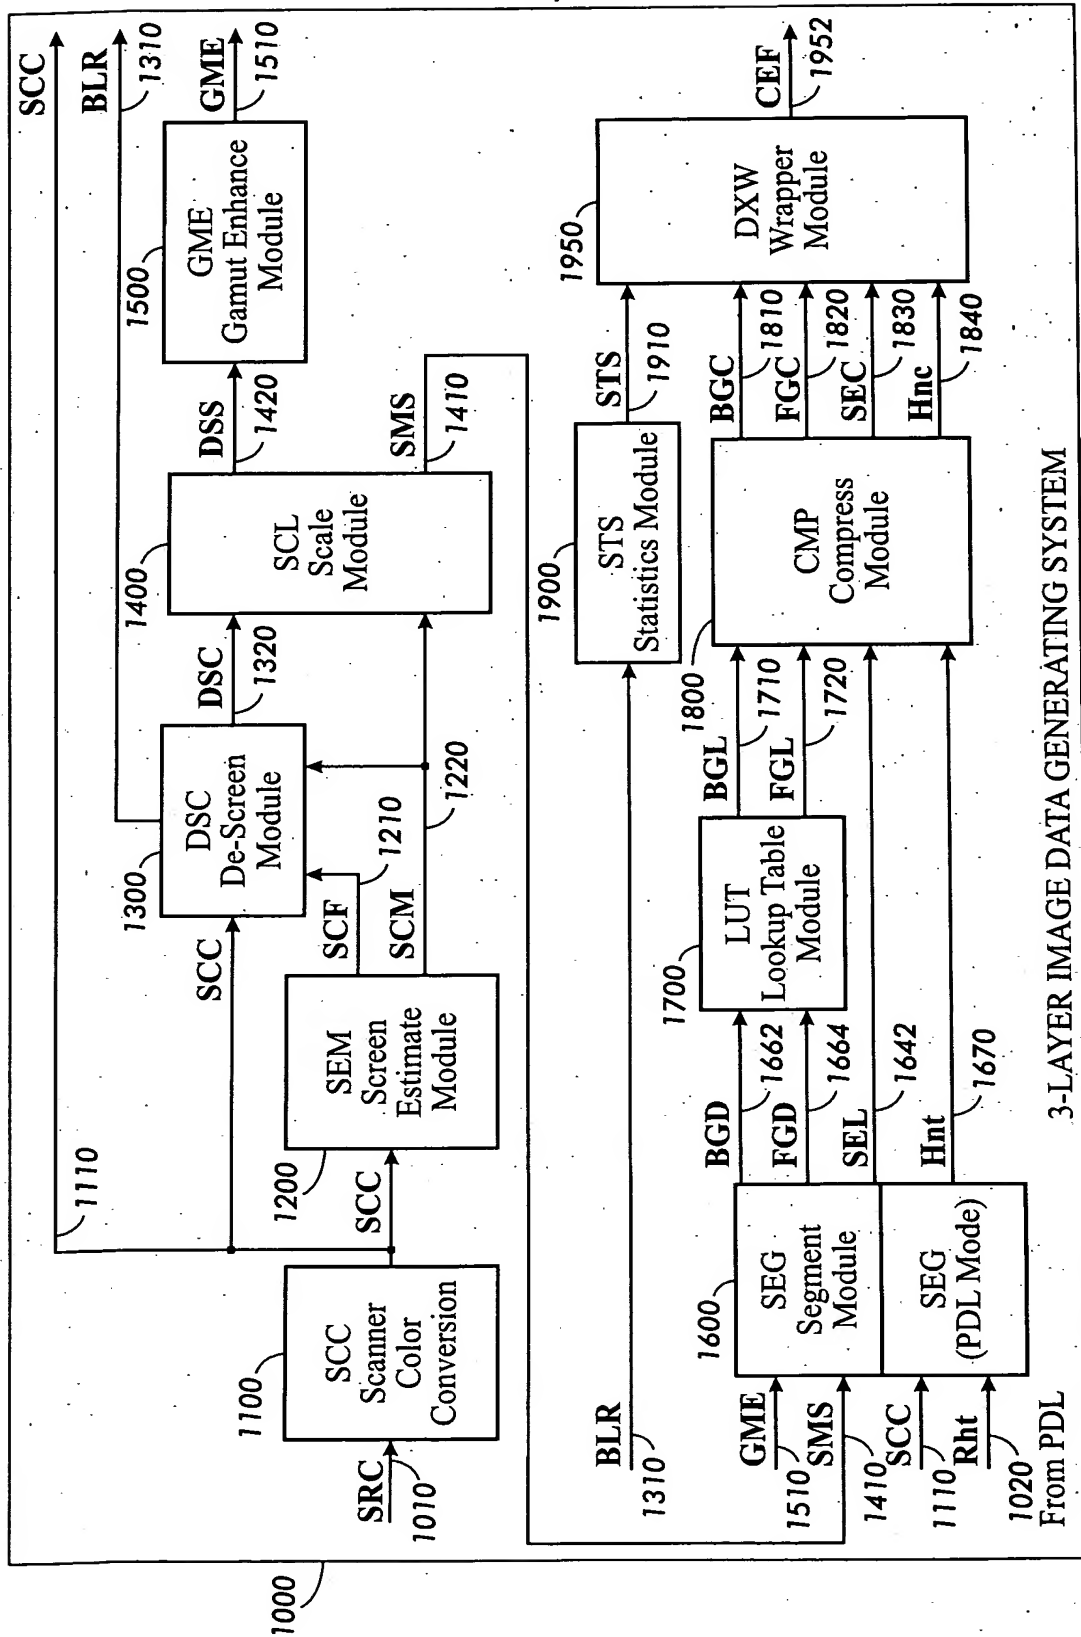 1000
SCC
BLR
1310
GME
1510
1110
SRC
1010
1100
SCC
Scanner
Color
Conversion
SCC
SCC
1200
SEM
Screen
Estimate
Module
SCF
1210
SCM
1220
1300
DSC
De-Screen
Module
DSC
1320
1400
SCL
Scale
Module
DSS
1420
SMS
1410
1500
GME
Gamut Enhance
Module
BLR
1310
1900
STS
Statistics Module
STS
1910
GME
1510
SMS
1410
SCC
1110
Rht
1020
From PDL
1600
SEG
Segment
Module
SEG
(PDL Mode)
BGD
1662
FGD
1664
SEL
1642
Hnt
1670
1700
LUT
Lookup Table
Module
BGL
1710
FGL
1720
1800
CMP
Compress
Module
BGC
1810
FGC
1820
SEC
1830
Hnc
1840
1950
DXW
Wrapper
Module
CEF
1952
3-LAYER IMAGE DATA GENERATING SYSTEM